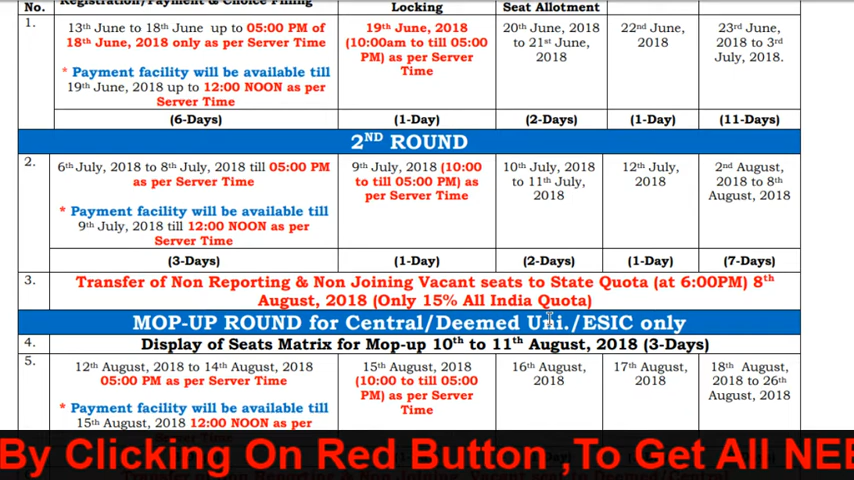 No. Registration/Payment & Choice Filling Locking Seat Allotment
1. 13th June to 18th June up to 05:00 PM of
18th June, 2018 only as per Server Time
* Payment facility will be available till
19th June, 2018 up to 12:00 NOON as per
Server Time
19th June, 2018
(10:00am to till 05:00
PM) as per Server
Time
20th June, 2018
to 21st June,
2018
22nd June,
2018
23rd June,
2018 to 3rd
July, 2018.
(6-Days) (1-Day) (2-Days) (1-Day) (11-Days)
2ND ROUND
2. 6th July, 2018 to 8th July, 2018 till 05:00 PM
as per Server Time
* Payment facility will be available till
9th July, 2018 till 12:00 NOON as per
Server Time
9th July, 2018 (10:00
to till 05:00 PM) as
per Server Time
10th July, 2018
to 11th July,
2018
12th July,
2018
2nd August,
2018 to 8th
August, 2018
(3-Days) (1-Day) (2-Days) (1-Day) (7-Days)
3. Transfer of Non Reporting & Non Joining Vacant seats to State Quota (at 6:00PM) 8th
August, 2018 (Only 15% All India Quota)
MOP-UP ROUND for Central/Deemed Uni./ESIC only
4. Display of Seats Matrix for Mop-up 10th to 11th August, 2018 (3-Days)
5. 12th August, 2018 to 14th August, 2018
05:00 PM as per Server Time
* Payment facility will be available till
15th August, 2018 12:00 NOON as per
15th August, 2018
(10:00 to till 05:00
PM) as per Server
Time
16th August,
2018
17th August,
2018
18th August,
2018 to 26th
August, 2018
By Clicking On Red Button ,To Get All NEE